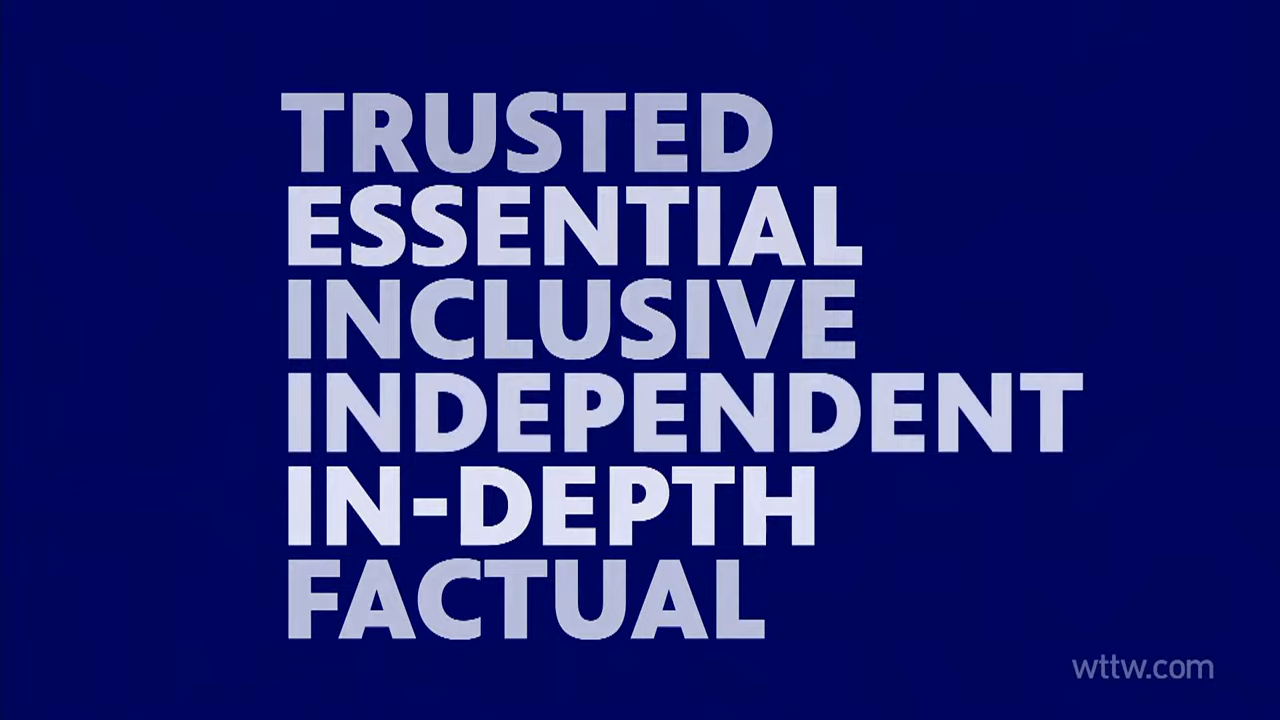 TRUSTED
ESSENTIAL
INCLUSIVE
INDEPENDENT
IN-DEPTH
FACTUAL
wttw.com